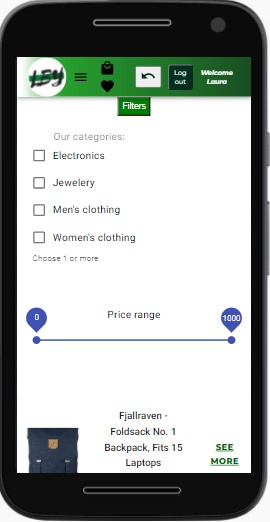 LBY
Log
out
Welcome
Laura
Filters
Our categories:
Electronics
Jewelery
Men's clothing
Women's clothing
Choose 1 or more
0
Price range
1000
Fjallraven -
Foldsack No. 1
Backpack, Fits 15
Laptops
SEE
MORE